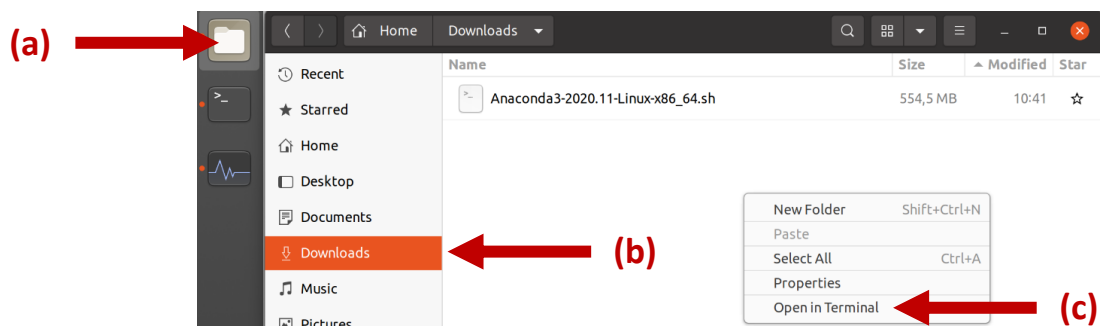 (a)
>_
Home Downloads
Recent
Starred
Home
Desktop
Documents
Downloads
Music
Pictures
Name Size Modified Star
>_ Anaconda3-2020.11-Linux-x86_64.sh 554,5 MB 10:41
New Folder Shift+Ctrl+N
Paste
Select All Ctrl+A
Properties
Open in Terminal
(b)
(c)